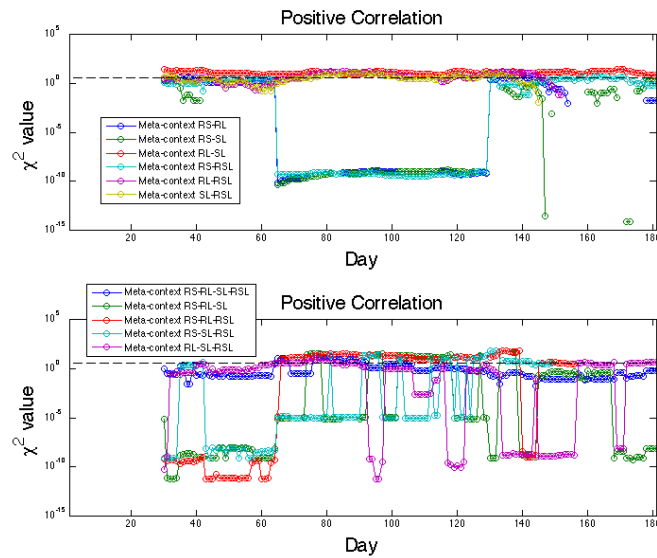 Positive Correlation
10^5
10^0
10^-5
10^-10
10^-15
χ^2 value
Meta-context RS-RL
Meta-context RS-SL
Meta-context RL-SL
Meta-context RS-RSL
Meta-context RL-RSL
Meta-context SL-RSL
20 40 60 80 100 120 140 160 180
Day
Positive Correlation
10^5
10^0
10^-5
10^-10
10^-15
χ^2 value
Meta-context RS-RL-SL-RSL
Meta-context RS-RL-SL
Meta-context RS-RL-RSL
Meta-context RS-SL-RSL
Meta-context RL-SL-RSL
20 40 60 80 100 120 140 160 180
Day